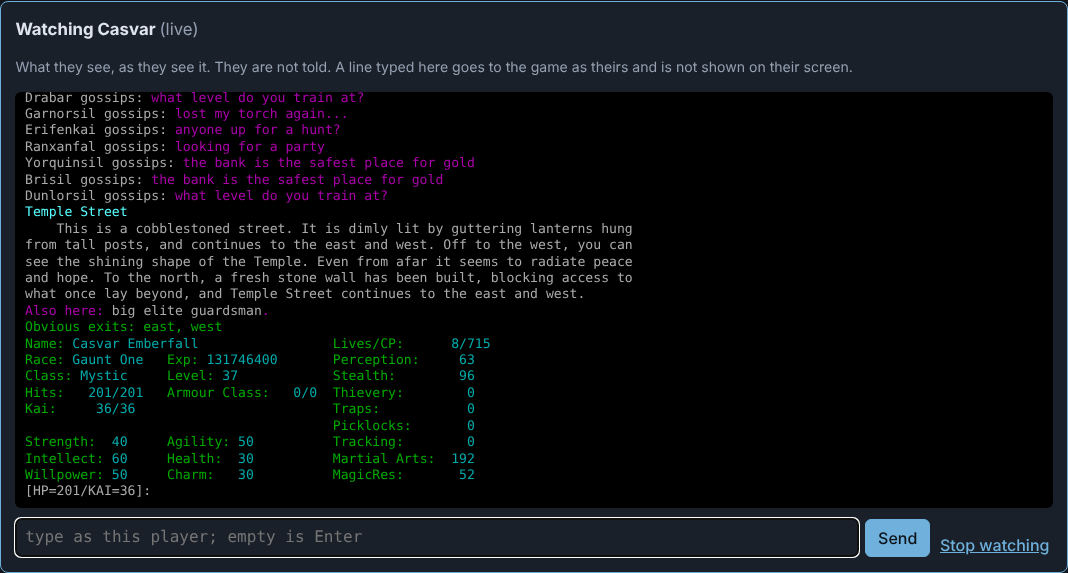 Watching Casvar (live)
What they see, as they see it. They are not told. A line typed here goes to the game as theirs and is not shown on their screen.
Drabar gossips: what level do you train at?
Garnorsil gossips: lost my torch again...
Erifenkai gossips: anyone up for a hunt?
Ranxanfal gossips: looking for a party
Yorquinsil gossips: the bank is the safest place for gold
Brisil gossips: the bank is the safest place for gold
Dunlorsil gossips: what level do you train at?
Temple Street
    This is a cobblestoned street. It is dimly lit by guttering lanterns hung
from tall posts, and continues to the east and west. Off to the west, you can
see the shining shape of the Temple. Even from afar it seems to radiate peace
and hope. To the north, a fresh stone wall has been built, blocking access to
what once lay beyond, and Temple Street continues to the east and west.
Also here: big elite guardsman.
Obvious exits: east, west
Name: Casvar Emberfall                 Lives/CP:      8/715
Race: Gaunt One   Exp: 131746400       Perception:     63
Class: Mystic     Level: 37            Stealth:        96
Hits:   201/201   Armour Class:   0/0  Thievery:        0
Kai:     36/36                         Traps:           0
                                       Picklocks:       0
Strength:  40     Agility: 50          Tracking:        0
Intellect: 60     Health:  30          Martial Arts:  192
Willpower: 50     Charm:   30          MagicRes:       52
[HP=201/KAI=36]:
type as this player; empty is Enter Send Stop watching